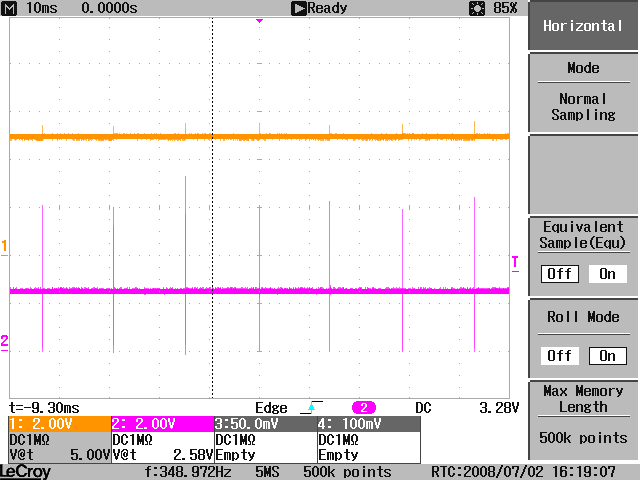 M 10ms 0.0000s Ready 85%
Horizontal
Mode
Normal
Sampling
1
Equivalent
Sample(Equ)
T
Off On
Roll Mode
2
Off On
Max Memory
Length
500k points
t=-9.30ms Edge 2 DC 3.28V
1: 2.00V 2: 2.00V 3:50.0mV 4: 100mV
DC1MΩ DC1MΩ DC1MΩ DC1MΩ
V@t 5.00V V@t 2.58V Empty Empty
LeCroy f:348.972Hz 5MS 500k points RTC:2008/07/02 16:19:07